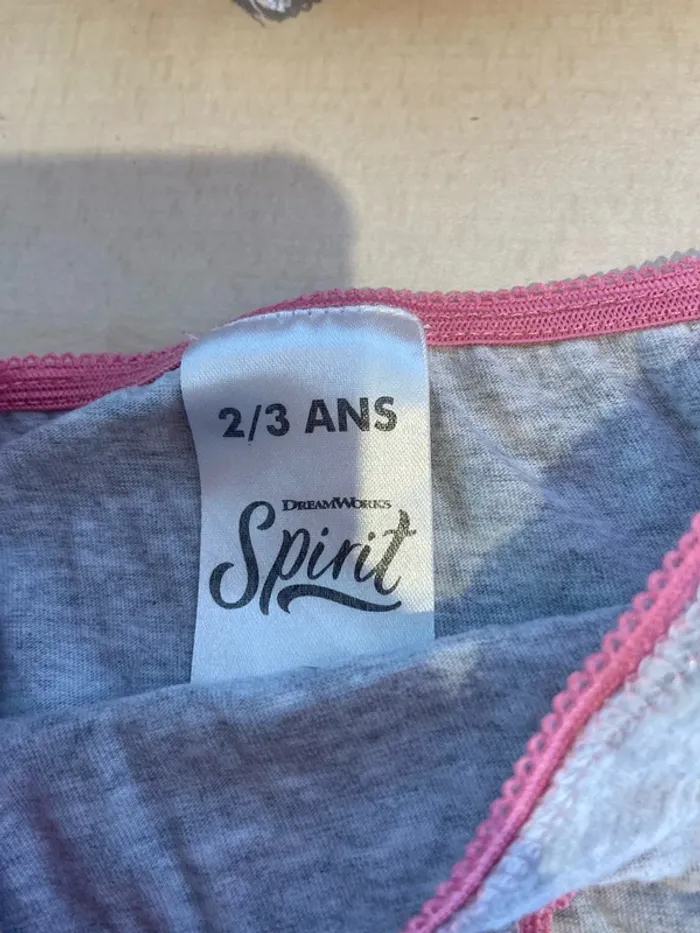 2/3 ANS
DREAMWORKS
Spirit